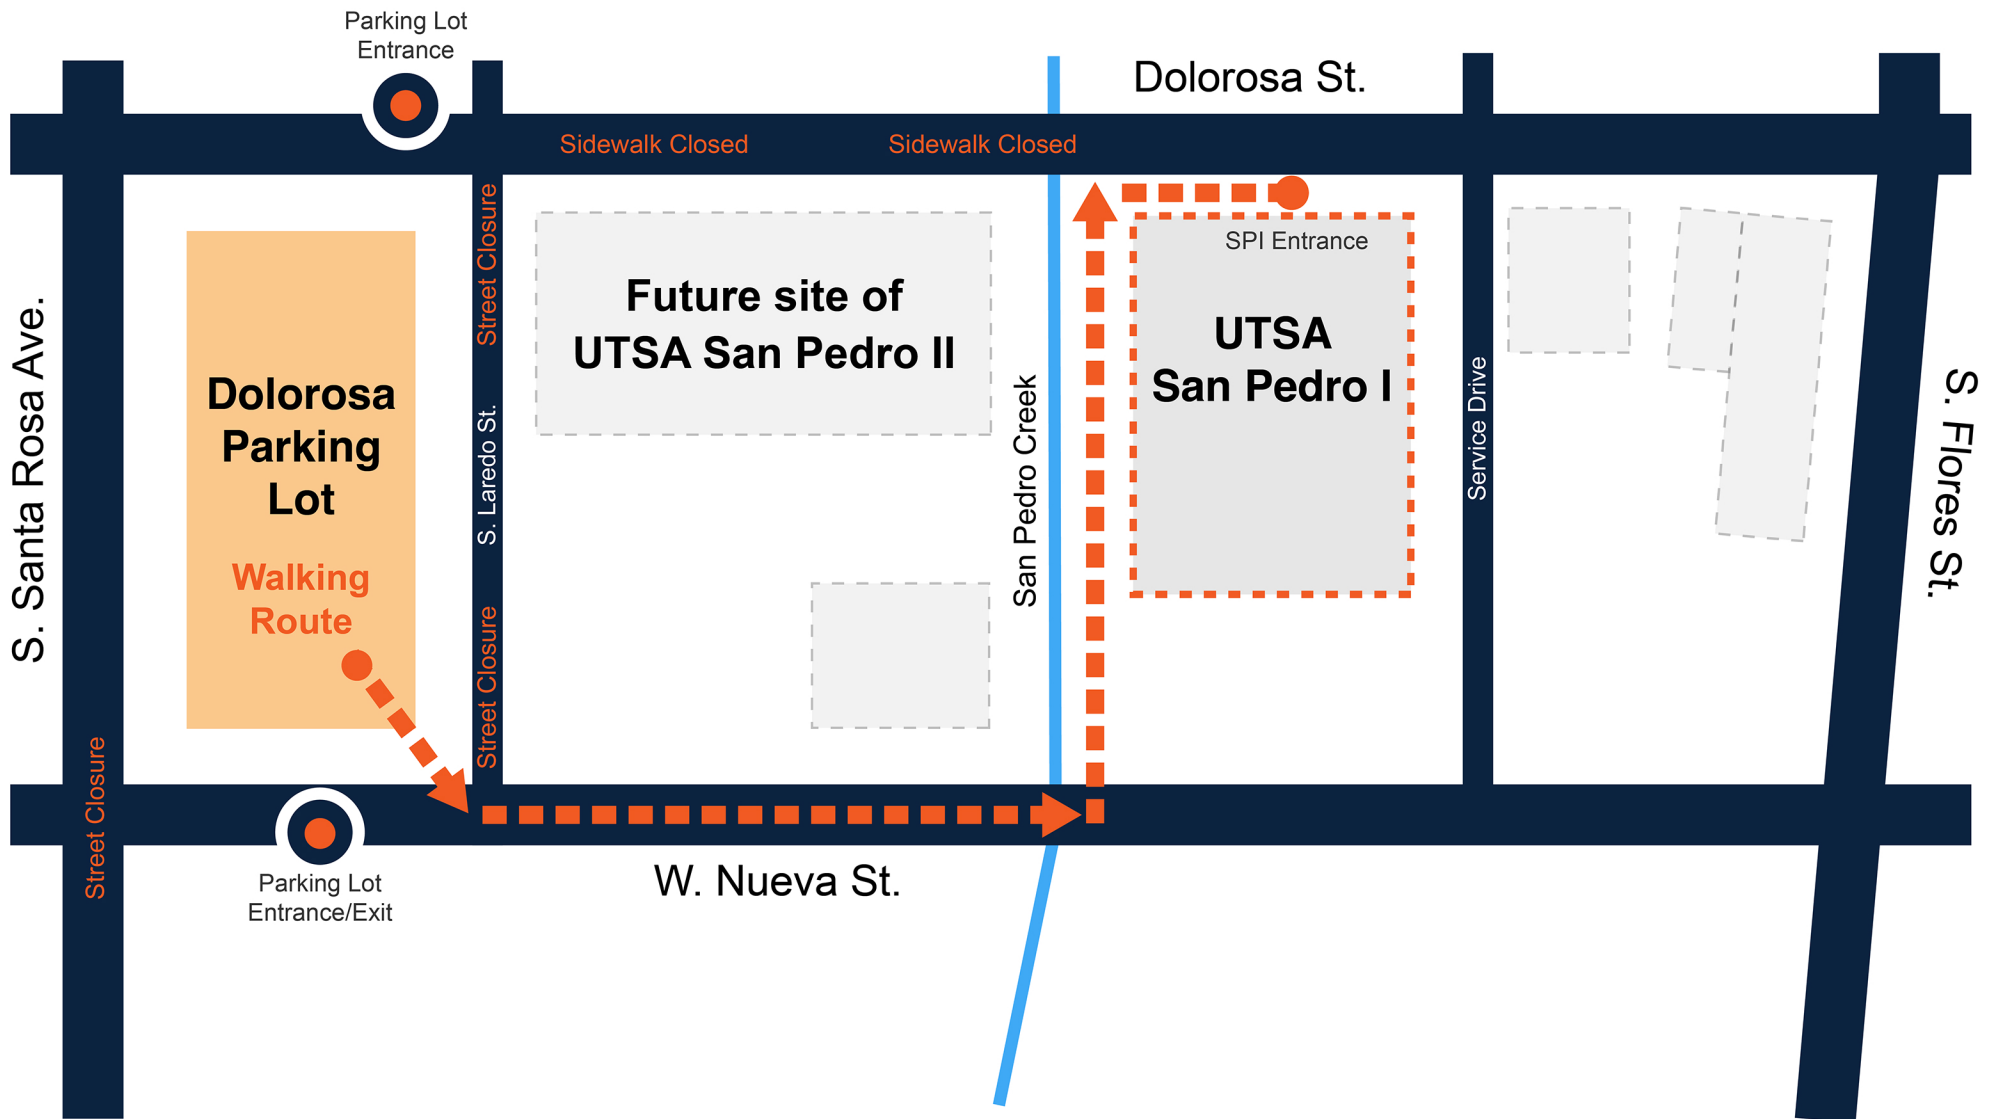 Parking Lot
Entrance
Dolorosa St.
Sidewalk Closed
Sidewalk Closed
Street Closure
SPI Entrance
Future site of
UTSA San Pedro II
UTSA
San Pedro I
S. Santa Rosa Ave.
Dolorosa
Parking
Lot
S. Laredo St.
San Pedro Creek
Service Drive
S. Flores St.
Walking
Route
Street Closure
Street Closure
W. Nueva St.
Parking Lot
Entrance/Exit